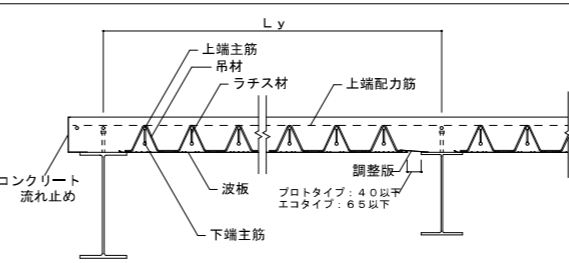 Ly
上端主筋
吊材
ラチス材
上端配力筋
コンクリート
流れ止め
波板
調整版
プロトタイプ：４０以下
エコタイプ：６５以下
下端主筋